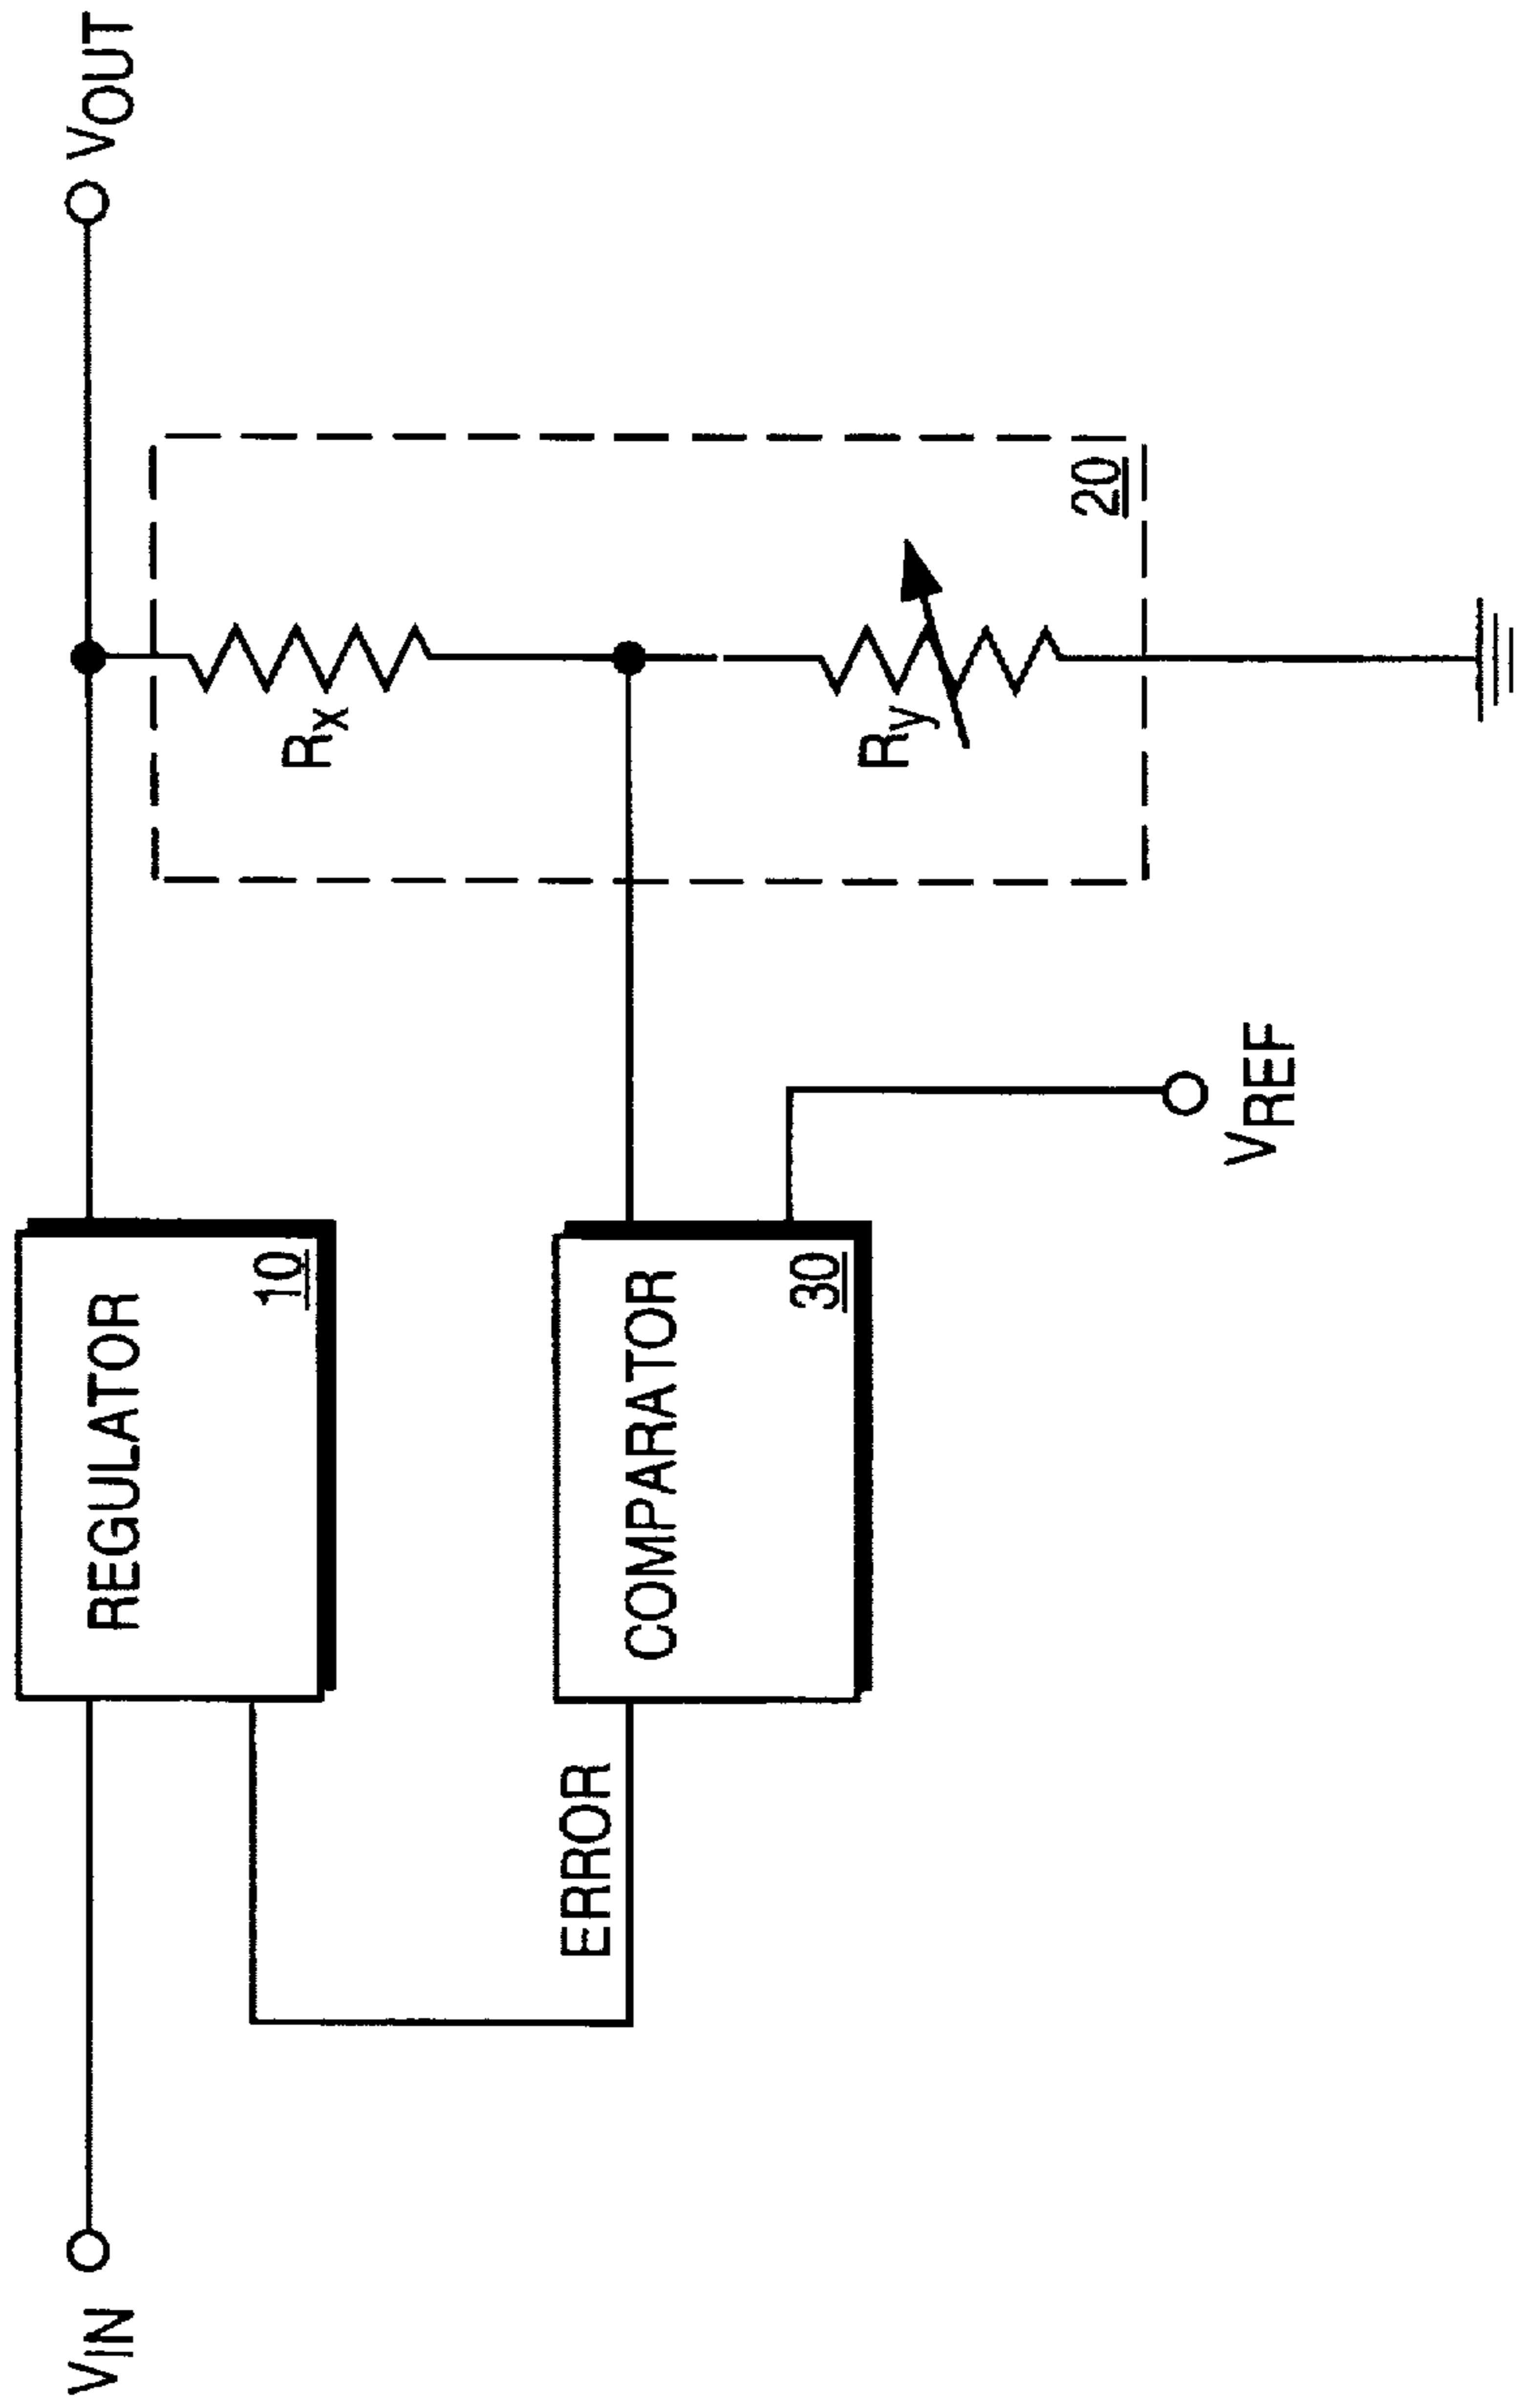 VIN
REGULATOR
10
VOUT
Rx
ERROR
COMPARATOR
30
Ry
20
VREF